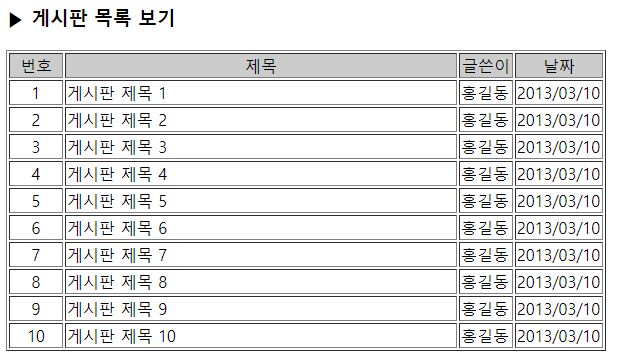 ▶ 게시판 목록 보기
번호 제목 글쓴이 날짜
1 게시판 제목 1 홍길동 2013/03/10
2 게시판 제목 2 홍길동 2013/03/10
3 게시판 제목 3 홍길동 2013/03/10
4 게시판 제목 4 홍길동 2013/03/10
5 게시판 제목 5 홍길동 2013/03/10
6 게시판 제목 6 홍길동 2013/03/10
7 게시판 제목 7 홍길동 2013/03/10
8 게시판 제목 8 홍길동 2013/03/10
9 게시판 제목 9 홍길동 2013/03/10
10 게시판 제목 10 홍길동 2013/03/10